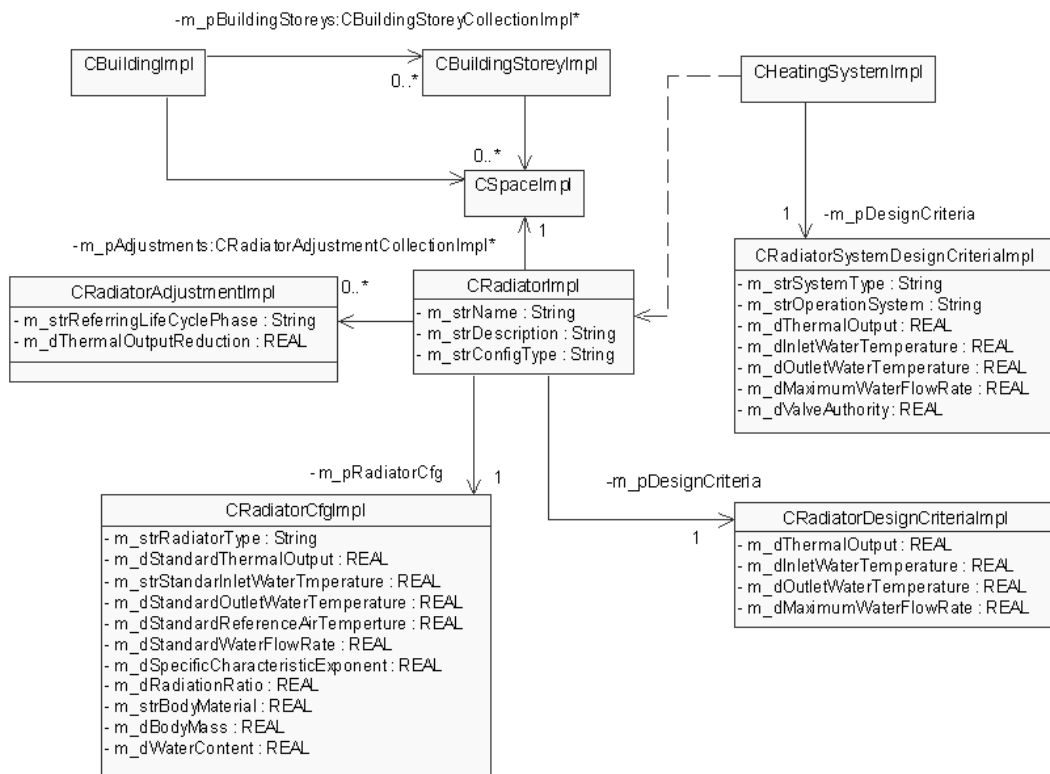 -m_pBuildingStoreys:CBuildingStoreyCollectionImpl*
CBuildingImpl
CBuildingStoreyImpl
CHeatingSystemImpl
0..*
0..*
CSpaceImpl
1
-m_pAdjustments:CRadiatorAdjustmentCollectionImpl*
1
-m_pDesignCriteria
CRadiatorAdjustmentImpl
- m_strReferringLifeCyclePhase : String
- m_dThermalOutputReduction : REAL
0..*
CRadiatorImpl
- m_strName : String
- m_strDescription : String
- m_strConfigType : String
CRadiatorSystemDesignCriteriaImpl
- m_strSystemType : String
- m_strOperationSystem : String
- m_dThermalOutput : REAL
- m_dInletWaterTemperature : REAL
- m_dOutletWaterTemperature : REAL
- m_dMaximumWaterFlowRate : REAL
- m_dValveAuthority: REAL
-m_pRadiatorCfg
1
-m_pDesignCriteria
1
CRadiatorCfgImpl
- m_strRadiatorType : String
- m_dStandardThermalOutput : REAL
- m_strStandarInletWaterTmperature : REAL
- m_dStandardOutletWaterTemperature : REAL
- m_dStandardReferenceAirTemperture : REAL
- m_dStandardWaterFlowRate : REAL
- m_dSpecificCharacteristicExponent : REAL
- m_dRadiationRatio : REAL
- m_strBodyMaterial : REAL
- m_dBodyMass : REAL
- m_dWaterContent : REAL
CRadiatorDesignCriteriaImpl
- m_dThermalOutput : REAL
- m_dInletWaterTemperature : REAL
- m_dOutletWaterTemperature : REAL
- m_dMaximumWaterFlowRate : REAL